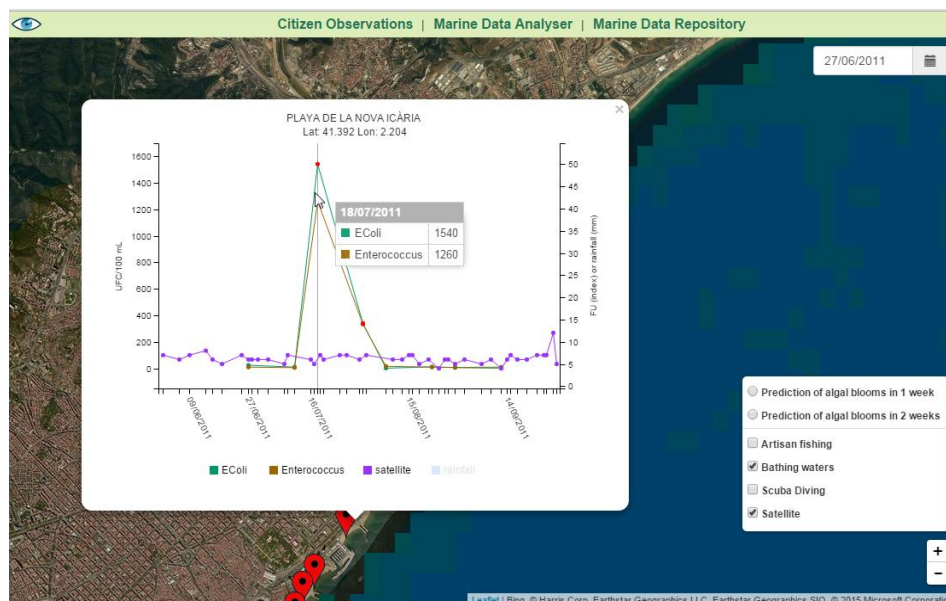 Citizen Observations | Marine Data Analyser | Marine Data Repository
27/06/2011
×
PLAYA DE LA NOVA ICÀRIA
Lat: 41.392 Lon: 2.204
1600
1400
1200
1000
800
600
400
200
0
UFC/100 mL
50
45
40
35
30
25
20
15
10
5
0
FU (index) or rainfall (mm)
18/07/2011
EColi 1540
Enterococcus 1260
09/06/2011
27/06/2011
16/07/2011
15/08/2011
14/09/2011
EColi Enterococcus satellite rainfall
Prediction of algal blooms in 1 week
Prediction of algal blooms in 2 weeks
Artisan fishing
Bathing waters
Scuba Diving
Satellite
+
−
Leaflet | Bing, © Harris Corp, Earthstar Geographics LLC, Earthstar Geographics SIO, © 2015 Microsoft Corporatio